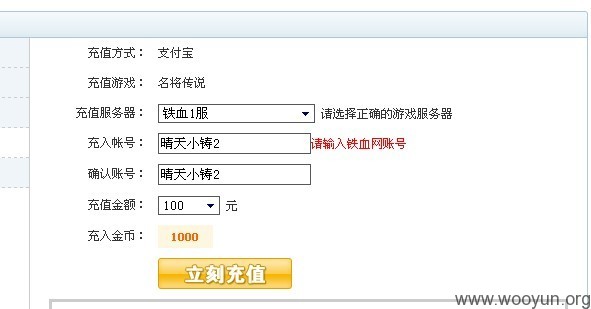 充值方式： 支付宝
充值游戏： 名将传说
充值服务器： 铁血1服 请选择正确的游戏服务器
充入帐号： 晴天小铸2 请输入铁血网账号
确认账号： 晴天小铸2
充值金额： 100 元
充入金币： 1000
立刻充值
www.wooyun.org